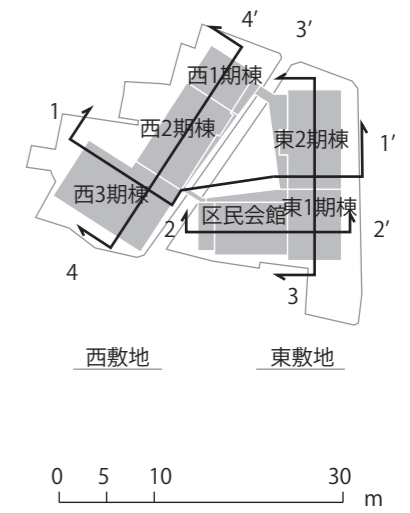 4’
3’
西1期棟
1
西2期棟
東2期棟
1’
西3期棟
区民会館
東1期棟
2
2’
4
3
西敷地
東敷地
0 5 10 30
m